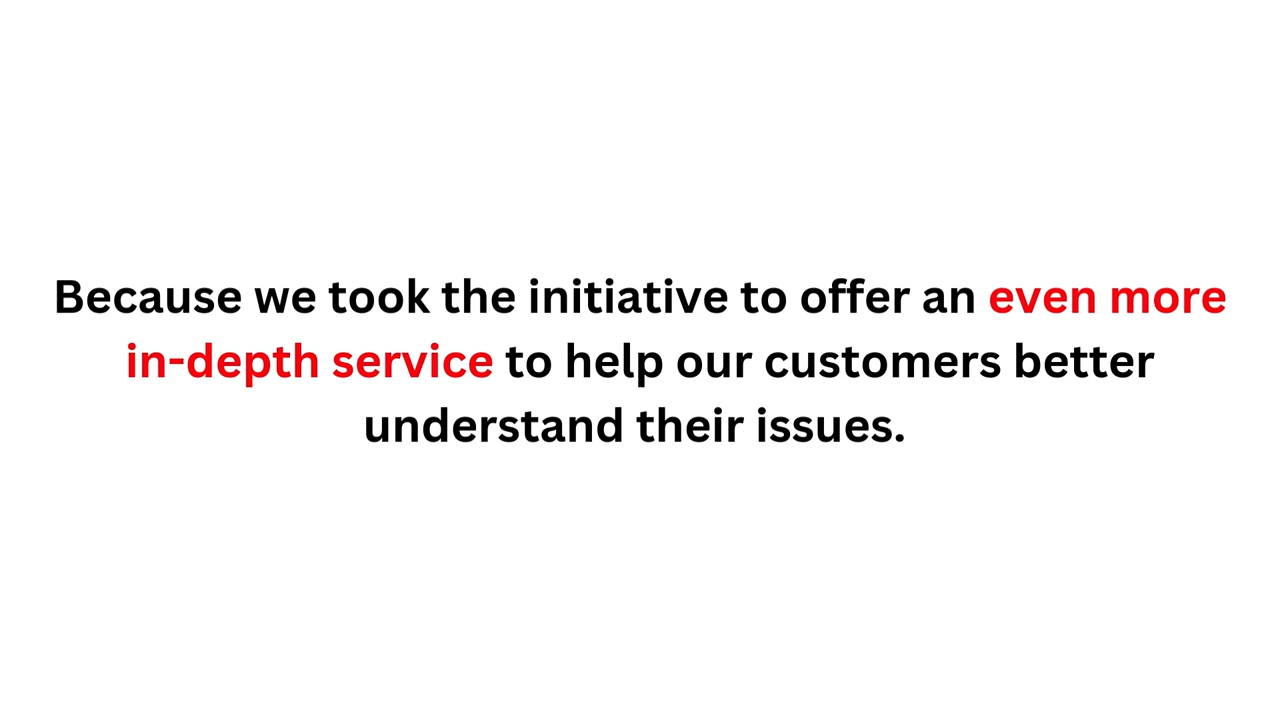 Because we took the initiative to offer an even more
in-depth service to help our customers better
understand their issues.